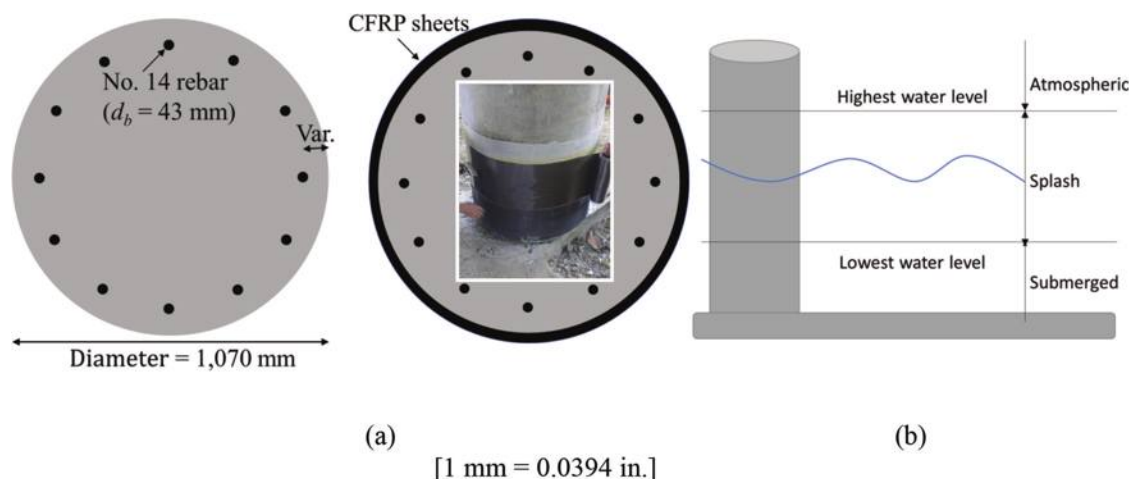 CFRP sheets
No. 14 rebar
(d_b = 43 mm)
Var.
Diameter = 1,070 mm
Highest water level
Lowest water level
Atmospheric
Splash
Submerged
(a)
(b)
[1 mm = 0.0394 in.]